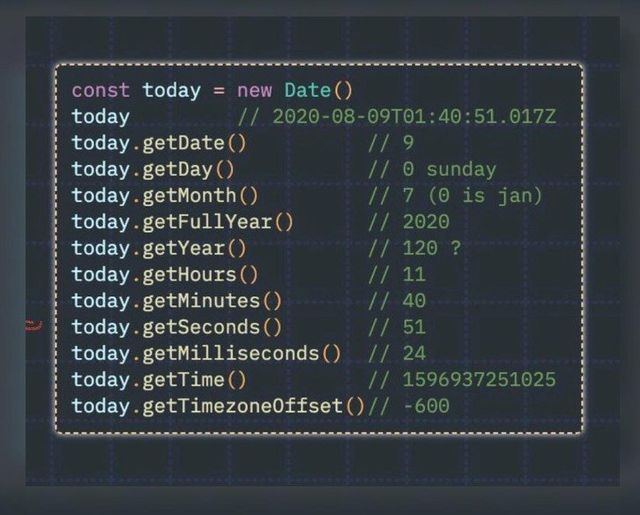 const today = new Date()
today // 2020-08-09T01:40:51.017Z
today.getDate() // 9
today.getDay() // 0 sunday
today.getMonth() // 7 (0 is jan)
today.getFullYear() // 2020
today.getYear() // 120 ?
today.getHours() // 11
today.getMinutes() // 40
today.getSeconds() // 51
today.getMilliseconds() // 24
today.getTime() // 1596937251025
today.getTimezoneOffset()// -600